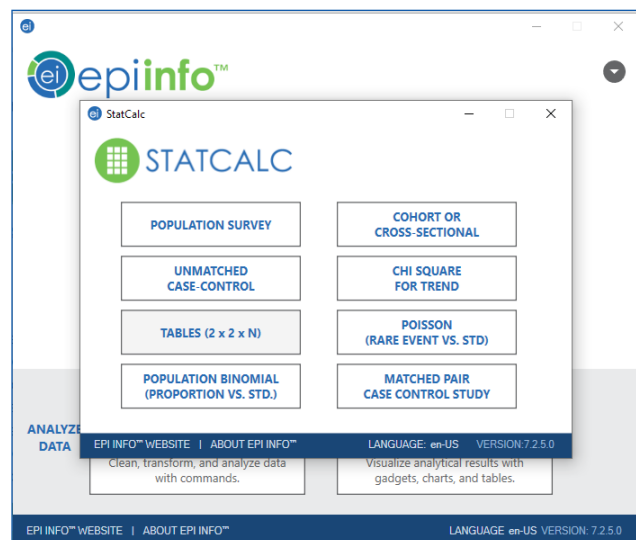 ei
ei epiinfo™
ei StatCalc
STATCALC
POPULATION SURVEY
COHORT OR
CROSS-SECTIONAL
UNMATCHED
CASE-CONTROL
CHI SQUARE
FOR TREND
TABLES (2 x 2 x N)
POISSON
(RARE EVENT VS. STD)
POPULATION BINOMIAL
(PROPORTION VS. STD.)
MATCHED PAIR
CASE CONTROL STUDY
EPI INFO™ WEBSITE | ABOUT EPI INFO™ LANGUAGE: en-US VERSION:7.2.5.0
ANALYZE
DATA
Clean, transform, and analyze data
with commands.
Visualize analytical results with
gadgets, charts, and tables.
EPI INFO™ WEBSITE | ABOUT EPI INFO™ LANGUAGE en-US VERSION: 7.2.5.0